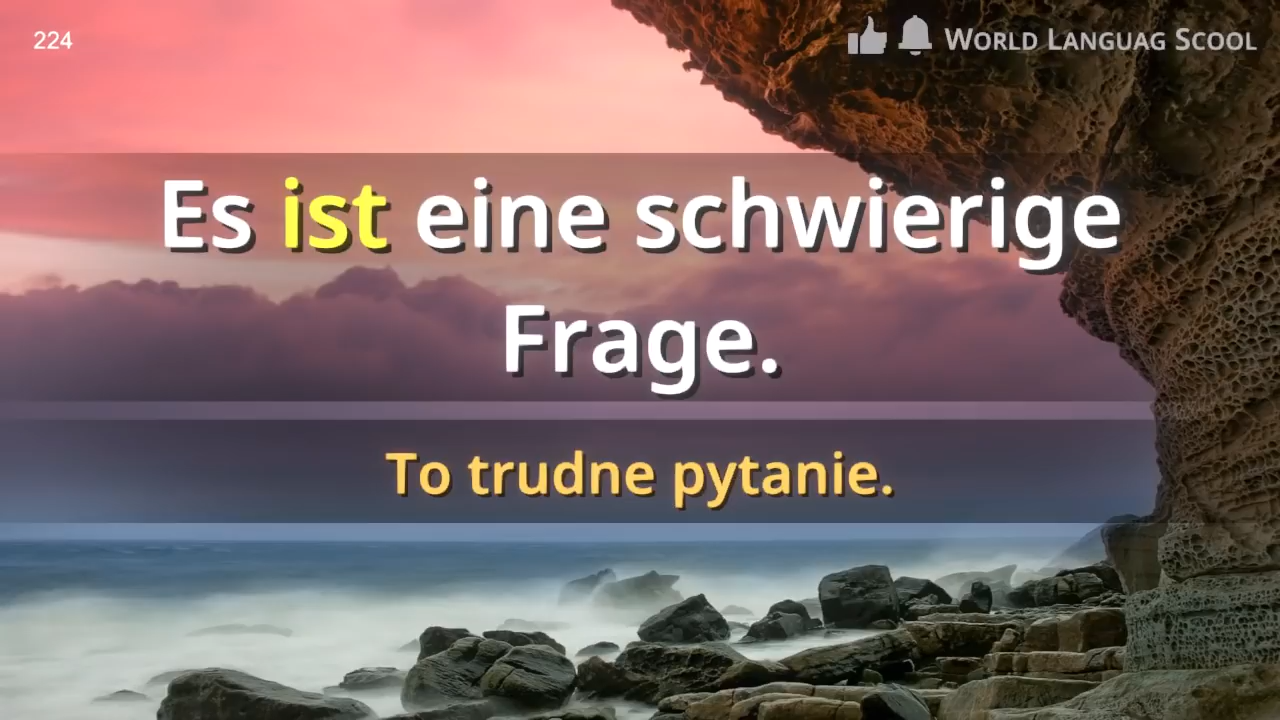 224
World Languag Scool
Es ist eine schwierige
Frage.
To trudne pytanie.